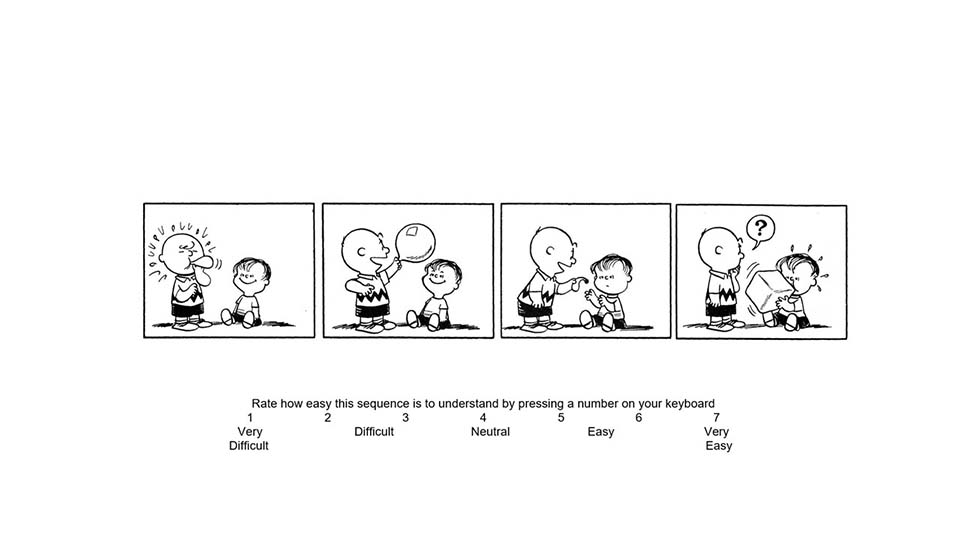 ?
Rate how easy this sequence is to understand by pressing a number on your keyboard
1 2 3 4 5 6 7
Very Difficult Neutral Easy Very
Difficult Easy